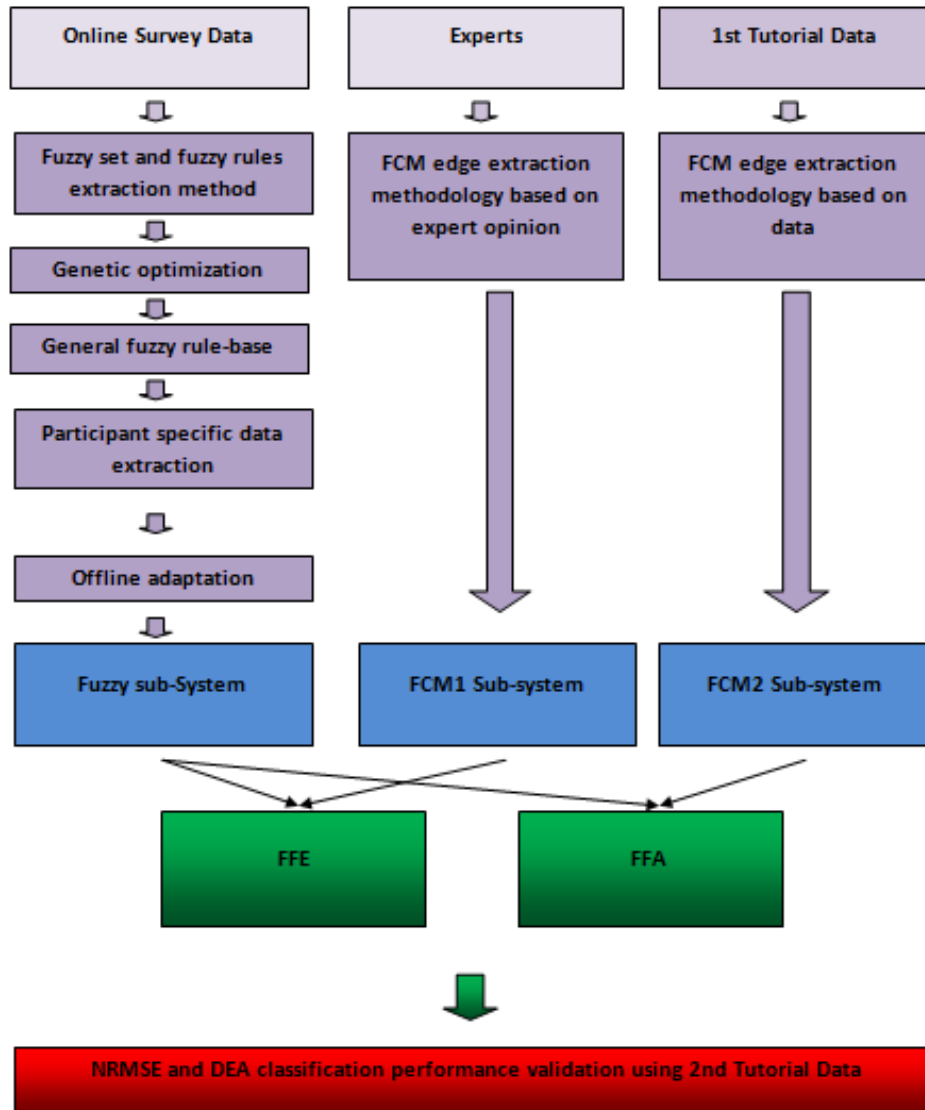 Online Survey Data
Experts
1st Tutorial Data
Fuzzy set and fuzzy rules
extraction method
FCM edge extraction
methodology based on
expert opinion
FCM edge extraction
methodology based on
data
Genetic optimization
General fuzzy rule-base
Participant specific data
extraction
Offline adaptation
Fuzzy sub-System
FCM1 Sub-system
FCM2 Sub-system
FFE
FFA
NRMSE and DEA classification performance validation using 2nd Tutorial Data